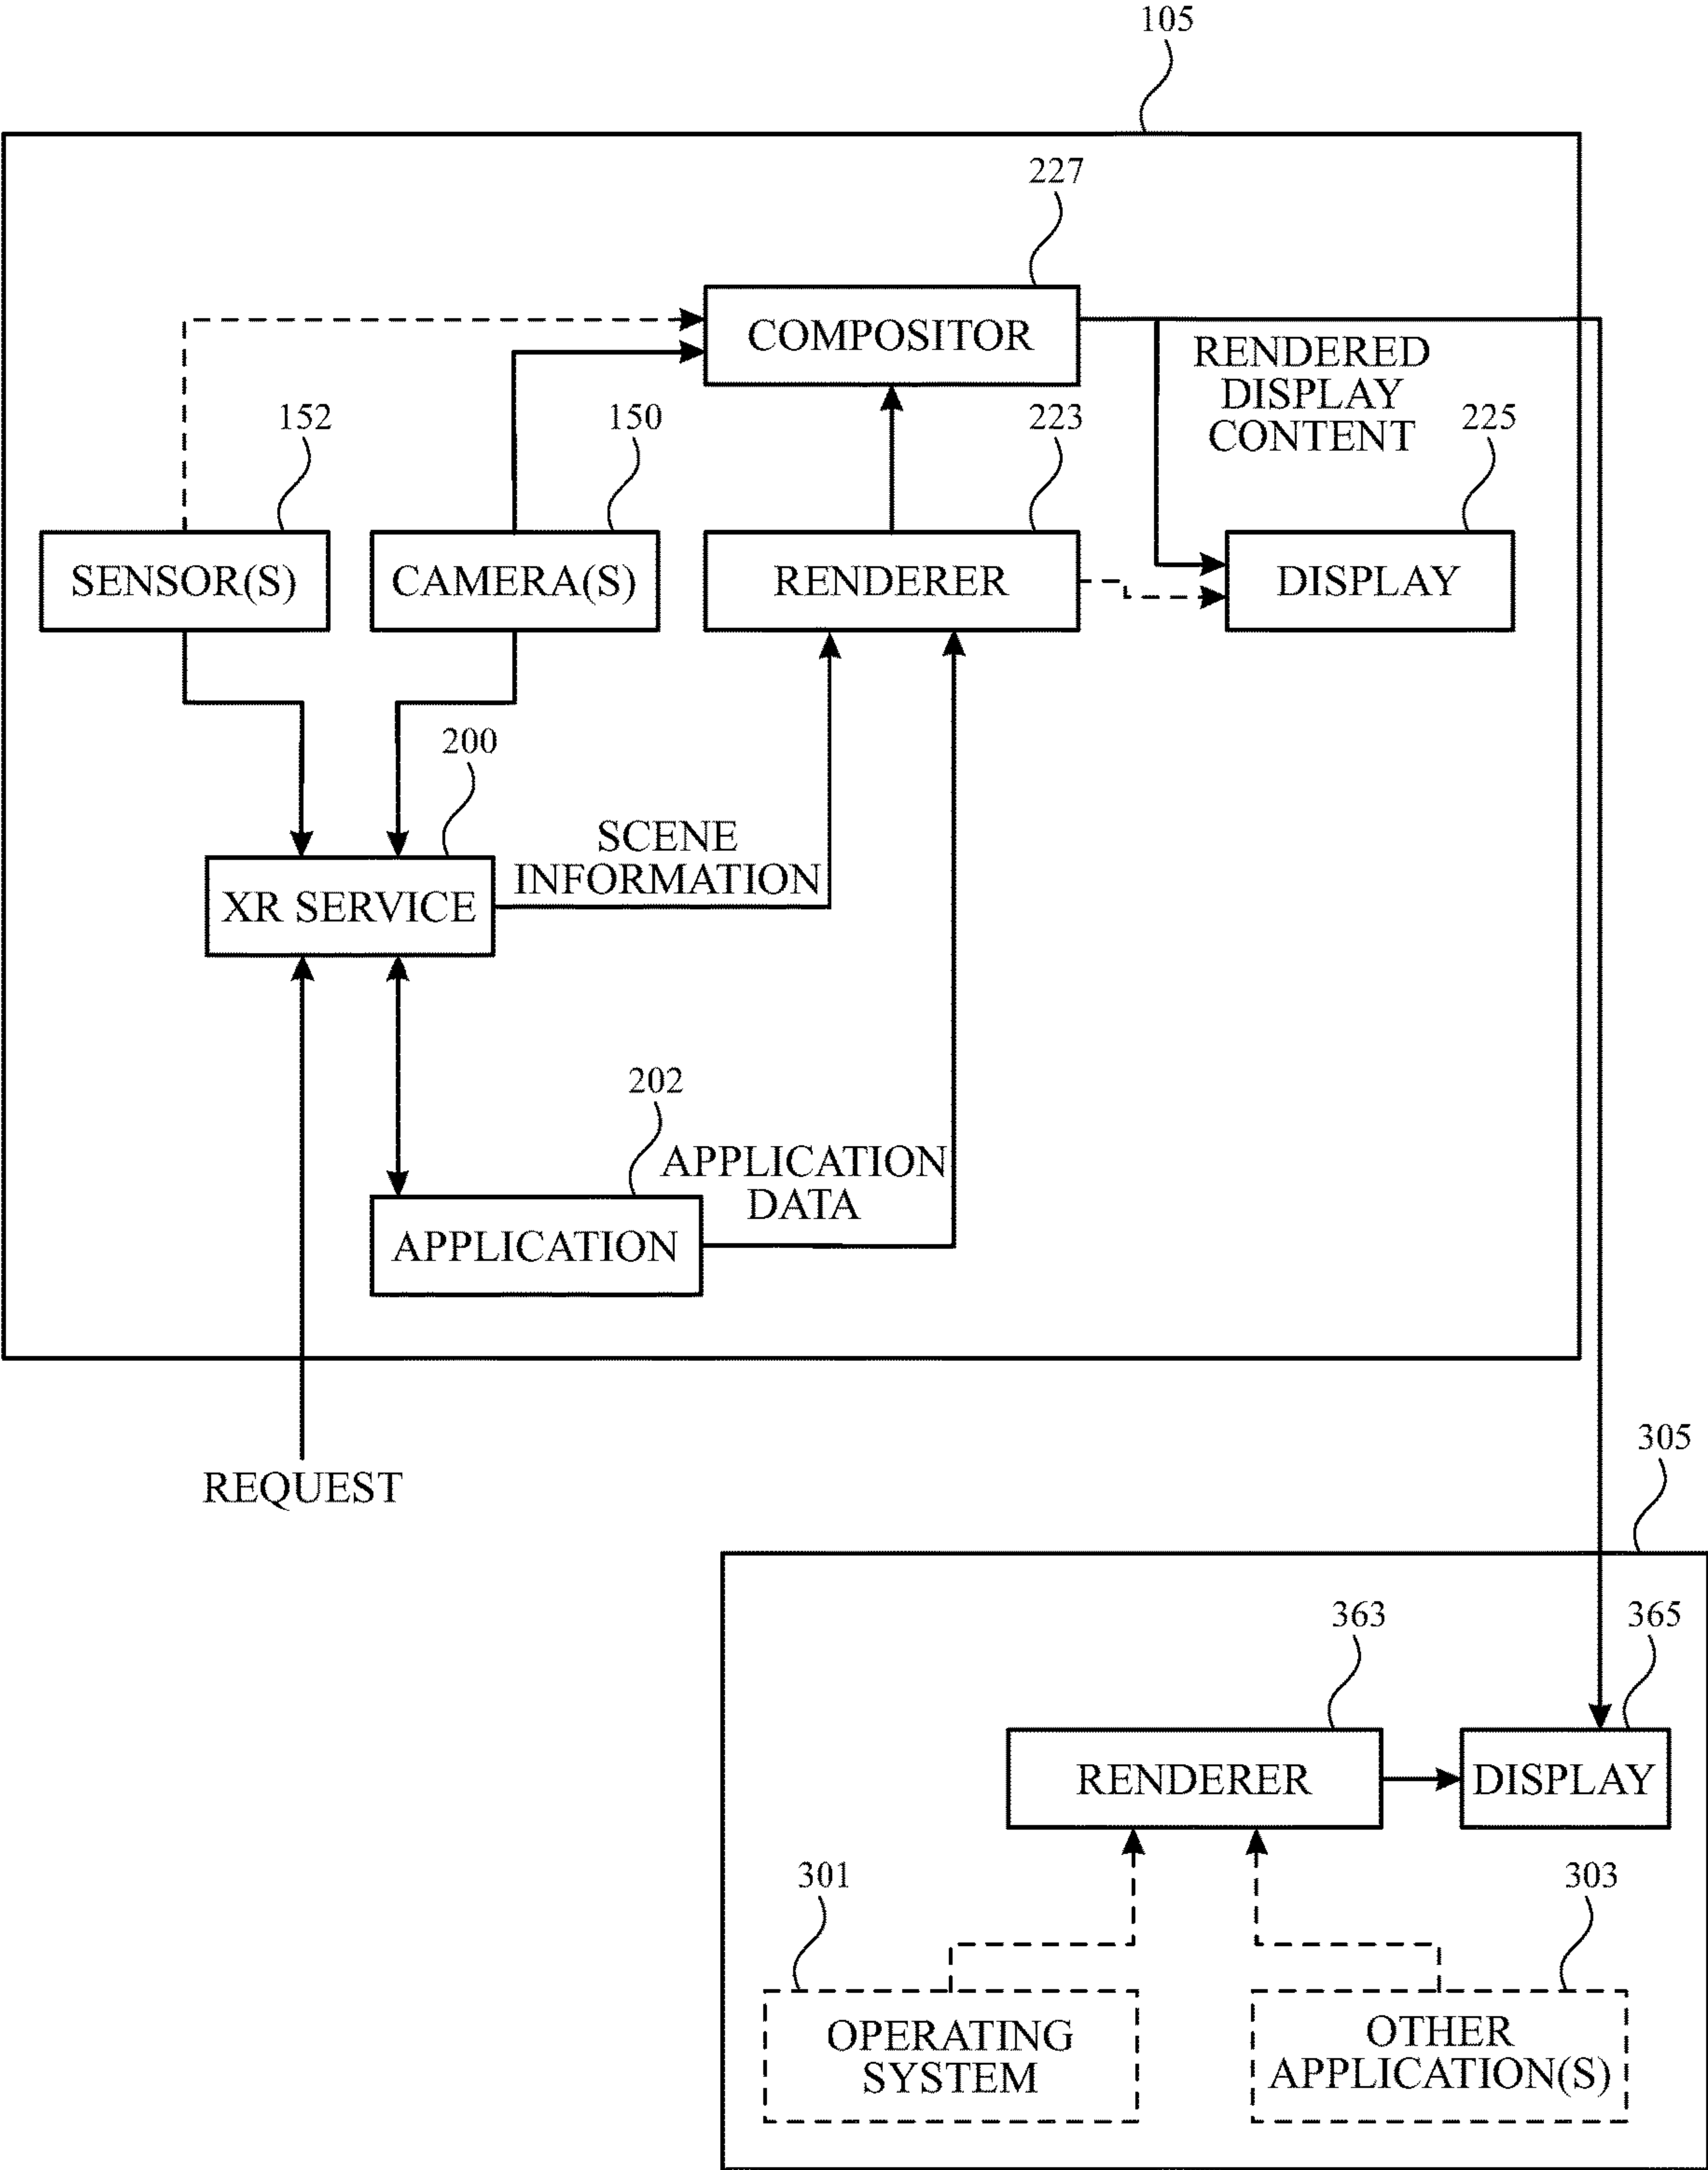 105
227
COMPOSITOR
RENDERED
DISPLAY
CONTENT
152
150
223
225
SENSOR(S)
CAMERA(S)
RENDERER
DISPLAY
200
SCENE
INFORMATION
XR SERVICE
202
APPLICATION
DATA
APPLICATION
REQUEST
305
363
365
RENDERER
DISPLAY
301
303
OPERATING
SYSTEM
OTHER
APPLICATION(S)